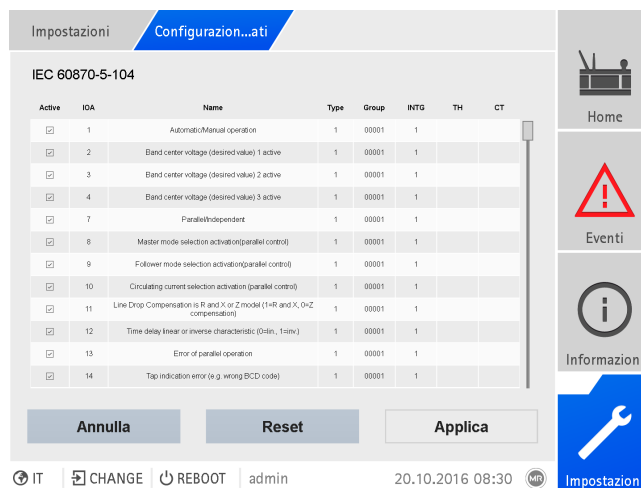 Impostazioni
Configurazion...ati
IEC 60870-5-104
Active IOA Name Type Group INTG TH CT
1 Automatic/Manual operation 1 00001 1
2 Band center voltage (desired value) 1 active 1 00001 1
3 Band center voltage (desired value) 2 active 1 00001 1
4 Band center voltage (desired value) 3 active 1 00001 1
7 Parallel/Independent 1 00001 1
8 Master mode selection activation(parallel control) 1 00001 1
9 Follower mode selection activation(parallel control) 1 00001 1
10 Circulating current selection activation (parallel control) 1 00001 1
11 Line Drop Compensation is R and X or Z model (1=R and X, 0=Z
compensation) 1 00001 1
12 Time delay linear or inverse characteristic (0=lin., 1=inv.) 1 00001 1
13 Error of parallel operation 1 00001 1
14 Tap indication error (e.g. wrong BCD code) 1 00001 1
Annulla Reset Applica
IT CHANGE REBOOT admin 20.10.2016 08:30 MR
Home
Eventi
Informazion
Impostazion